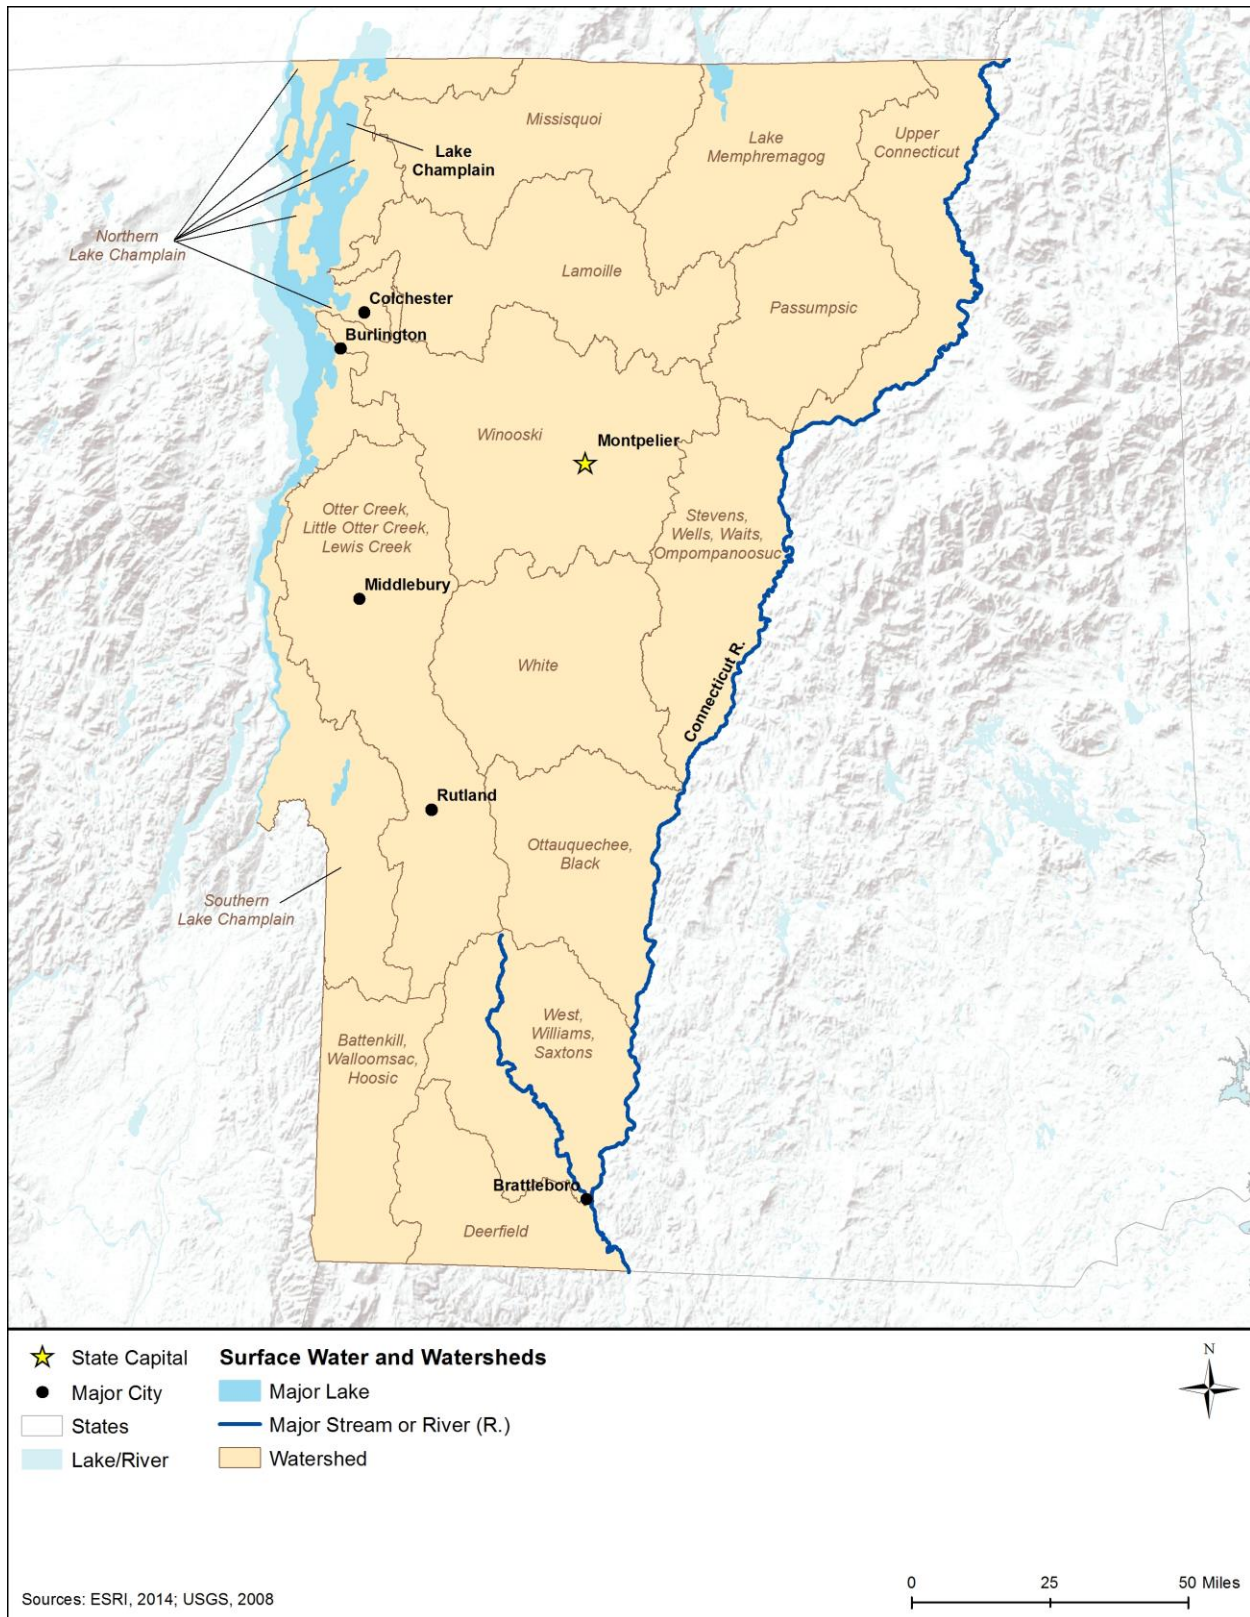 Missisquoi
Lake
Memphremagog
Upper
Connecticut
Lake
Champlain
Northern
Lake Champlain
Lamoille
Passumpsic
Colchester
Burlington
Winooski
Montpelier
Otter Creek,
Little Otter Creek,
Lewis Creek
Stevens,
Wells, Waits,
Ompompanoosuc
Middlebury
White
Connecticut R.
Rutland
Ottauquechee,
Black
Southern
Lake Champlain
West,
Williams,
Saxtons
Battenkill,
Walloomsac,
Hoosic
Brattleboro
Deerfield
State Capital
Major City
States
Lake/River
Surface Water and Watersheds
Major Lake
Major Stream or River (R.)
Watershed
N
Sources: ESRI, 2014; USGS, 2008
0 25 50 Miles